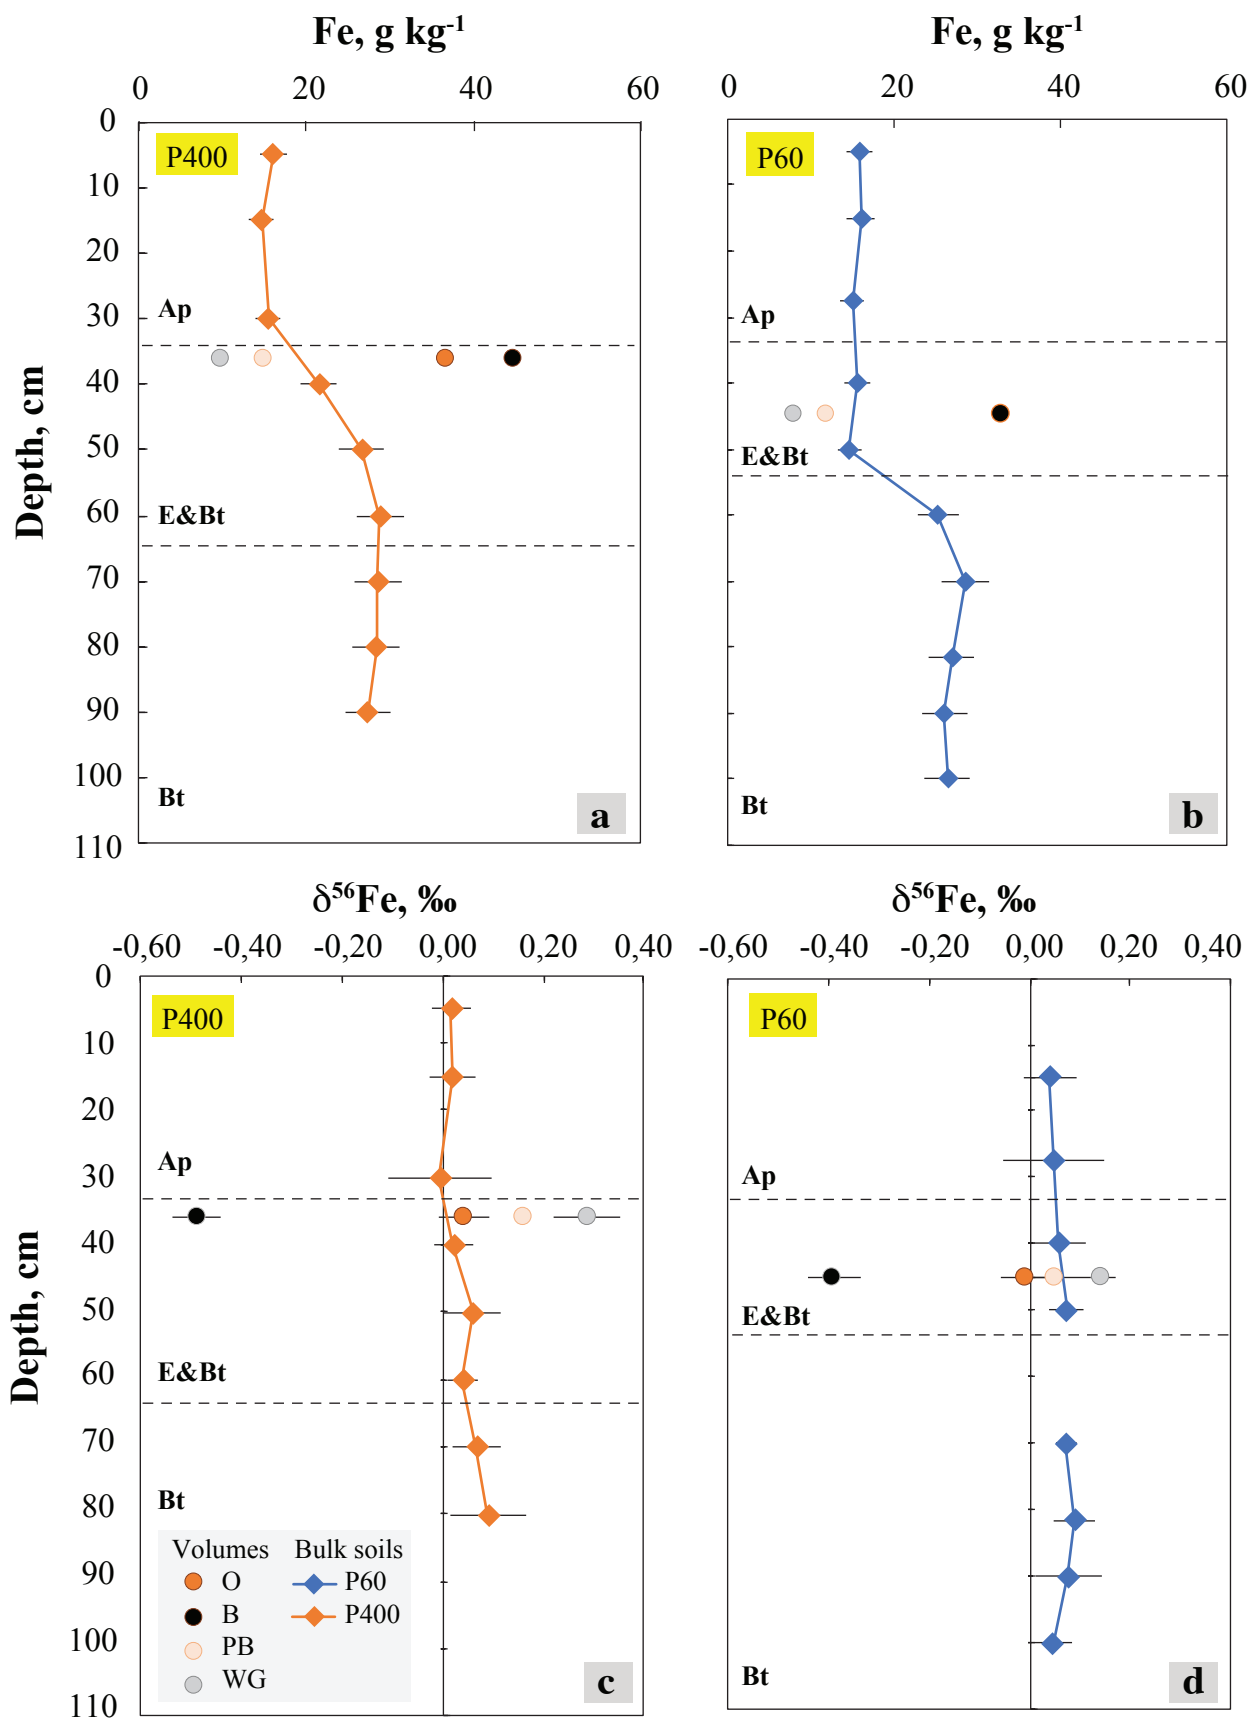 Fe, g kg⁻¹
Fe, g kg⁻¹
0 20 40 60
0 20 40 60
Depth, cm
0
10
20
30
40
50
60
70
80
90
100
110
P400
Ap
E&Bt
Bt
a
P60
Ap
E&Bt
Bt
b
δ⁵⁶Fe, ‰
δ⁵⁶Fe, ‰
-0,60 -0,40 -0,20 0,00 0,20 0,40
-0,60 -0,40 -0,20 0,00 0,20 0,40
Depth, cm
0
10
20
30
40
50
60
70
80
90
100
110
P400
Ap
E&Bt
Bt
Volumes Bulk soils
O P60
B P400
PB
WG
c
P60
Ap
E&Bt
Bt
d